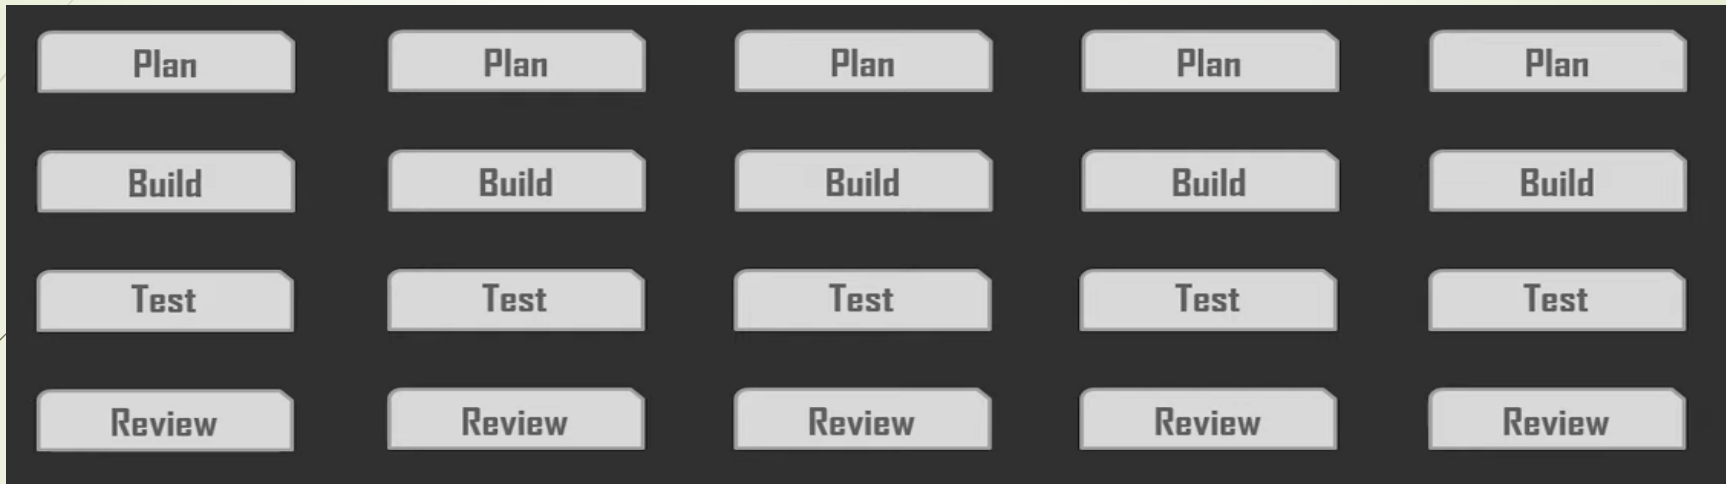 Plan Plan Plan Plan Plan
Build Build Build Build Build
Test Test Test Test Test
Review Review Review Review Review